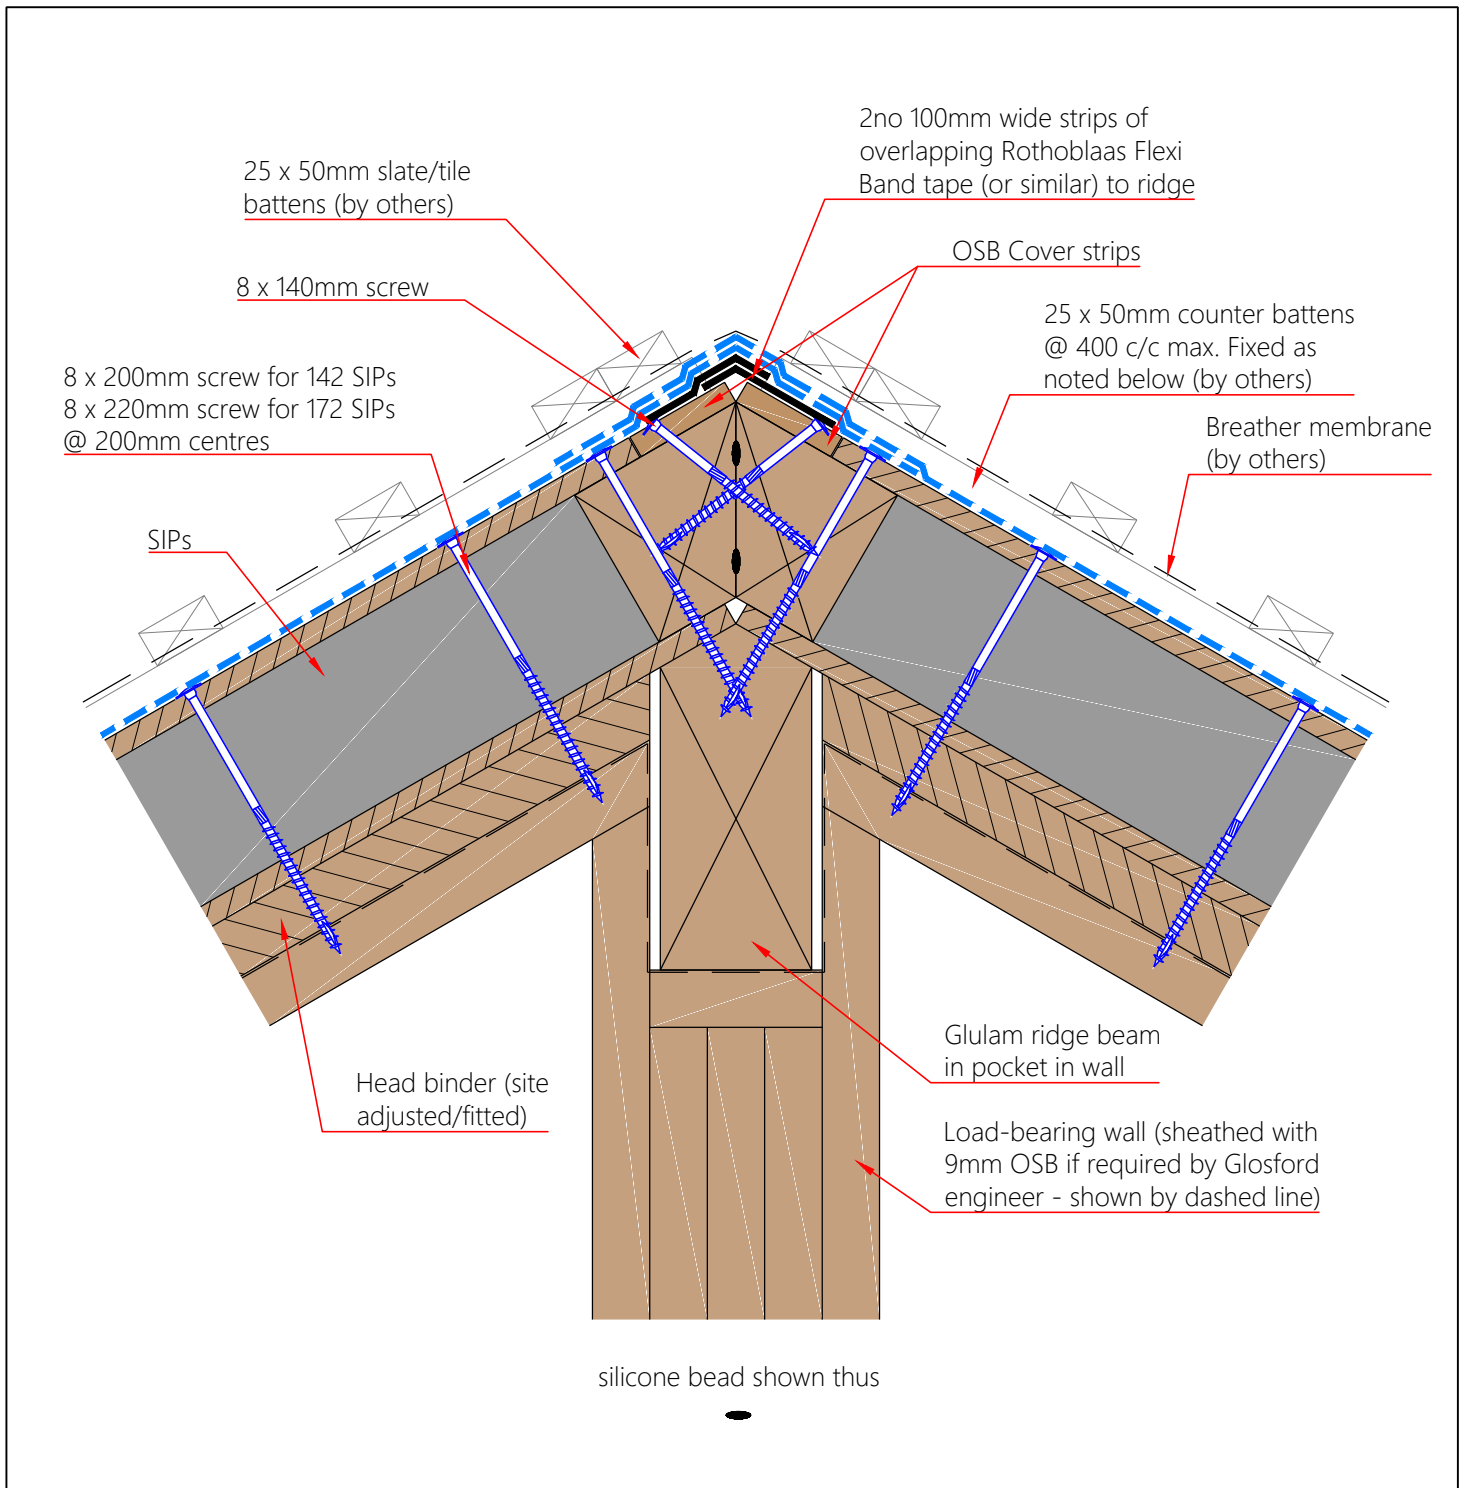 2no 100mm wide strips of
overlapping Rothoblaas Flexi
Band tape (or similar) to ridge
25 x 50mm slate/tile
battens (by others)
OSB Cover strips
8 x 140mm screw
25 x 50mm counter battens
@ 400 c/c max. Fixed as
noted below (by others)
8 x 200mm screw for 142 SIPs
8 x 220mm screw for 172 SIPs
@ 200mm centres
Breather membrane
(by others)
SIPs
Glulam ridge beam
in pocket in wall
Head binder (site
adjusted/fitted)
Load-bearing wall (sheathed with
9mm OSB if required by Glosford
engineer - shown by dashed line)
silicone bead shown thus